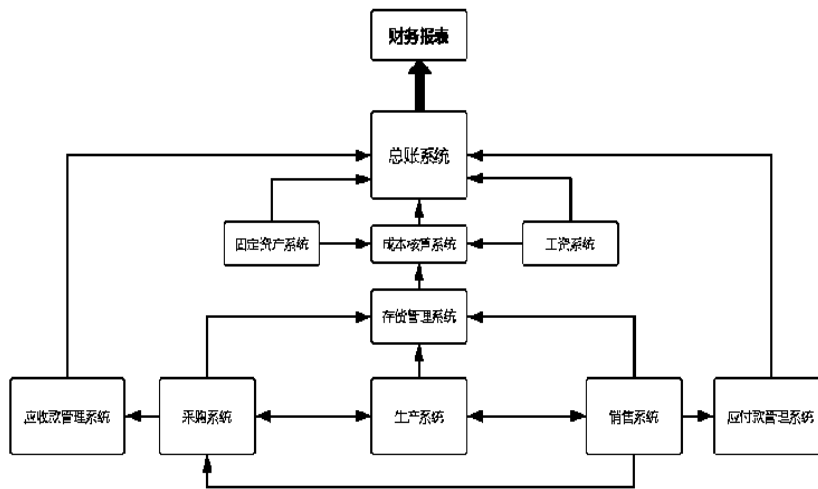 财务报表
总账系统
固定资产系统
成本核算系统
工资系统
存货管理系统
应收款管理系统
采购系统
生产系统
销售系统
应付款管理系统